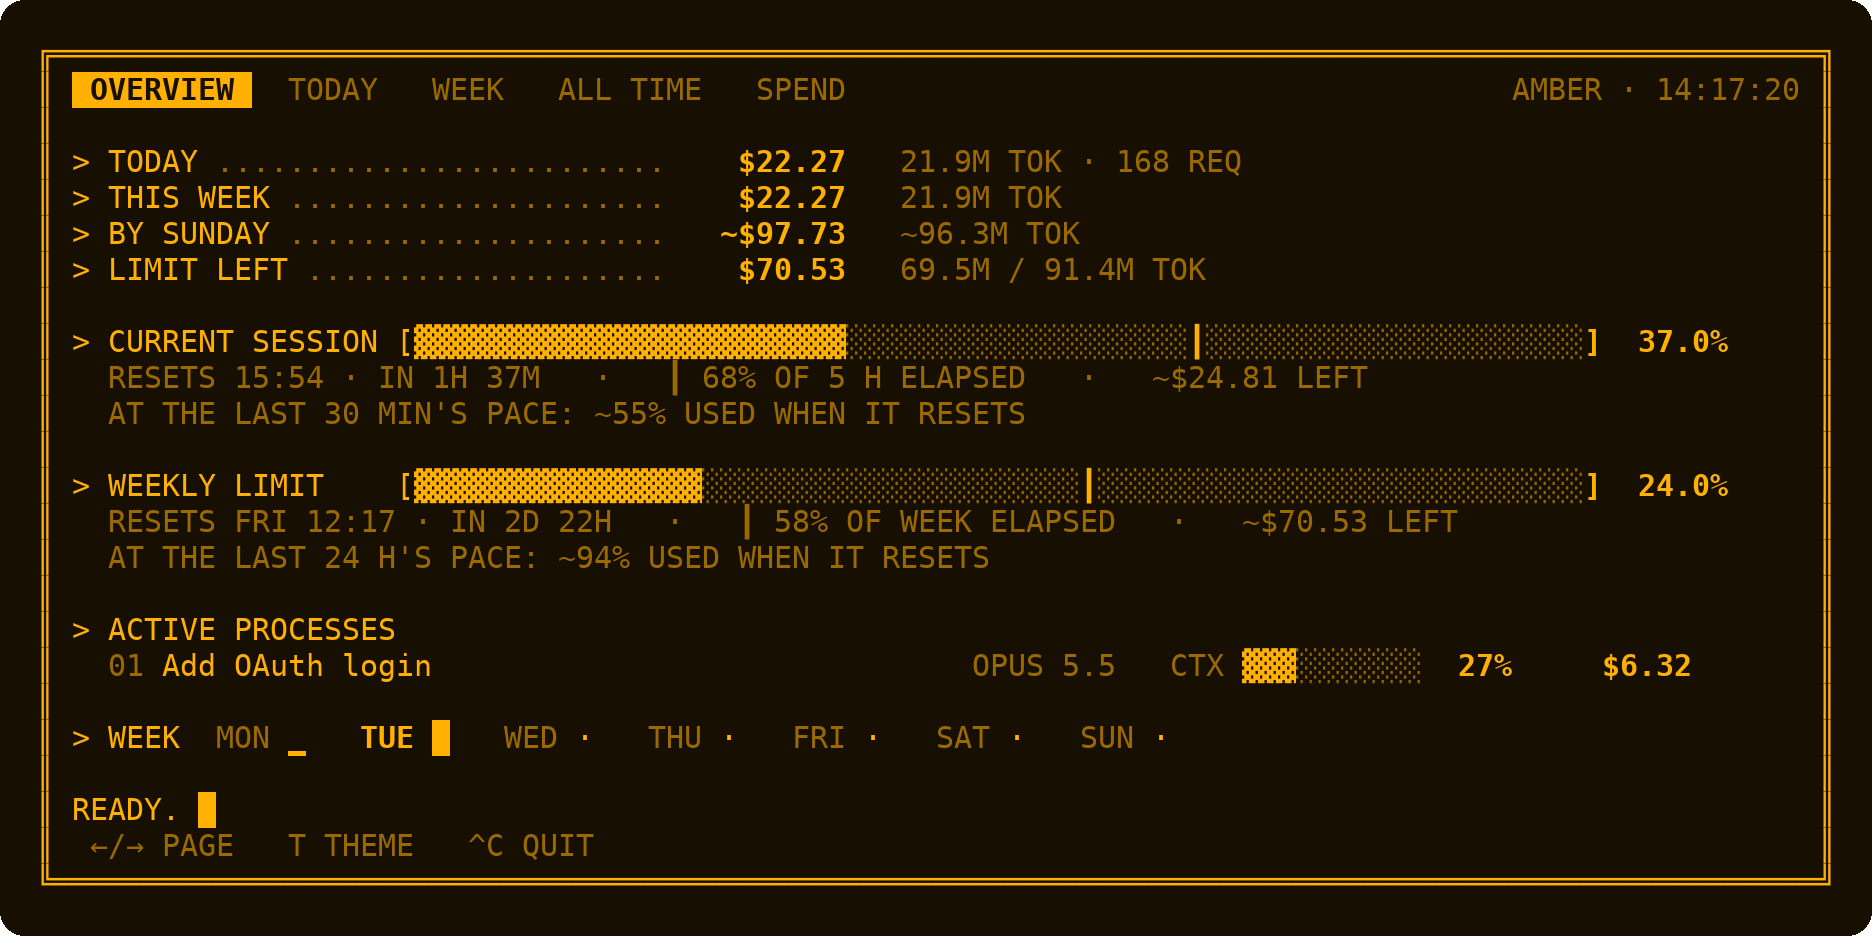 OVERVIEW TODAY WEEK ALL TIME SPEND AMBER · 14:17:20
> TODAY ......................... $22.27 21.9M TOK · 168 REQ
> THIS WEEK ..................... $22.27 21.9M TOK
> BY SUNDAY ..................... ~$97.73 ~96.3M TOK
> LIMIT LEFT .................... $70.53 69.5M / 91.4M TOK
> CURRENT SESSION [▓▓▓▓▓▓▓▓▓▓▓▓▓▓▓▓▓▓▓▓▓▓▓▓░░░░░░░░░░░░░░░░░░░┃░░░░░░░░░░░░░░░░░░░░░] 37.0%
RESETS 15:54 · IN 1H 37M · ┃ 68% OF 5 H ELAPSED · ~$24.81 LEFT
AT THE LAST 30 MIN'S PACE: ~55% USED WHEN IT RESETS
> WEEKLY LIMIT [▓▓▓▓▓▓▓▓▓▓▓▓▓▓▓▓░░░░░░░░░░░░░░░░░░░░░┃░░░░░░░░░░░░░░░░░░░░░░░░░░░] 24.0%
RESETS FRI 12:17 · IN 2D 22H · ┃ 58% OF WEEK ELAPSED · ~$70.53 LEFT
AT THE LAST 24 H'S PACE: ~94% USED WHEN IT RESETS
> ACTIVE PROCESSES
01 Add OAuth login OPUS 5.5 CTX ▓▓▓░░░░░░░ 27% $6.32
> WEEK MON ▁ TUE █ WED · THU · FRI · SAT · SUN ·
READY. █
←/→ PAGE T THEME ^C QUIT